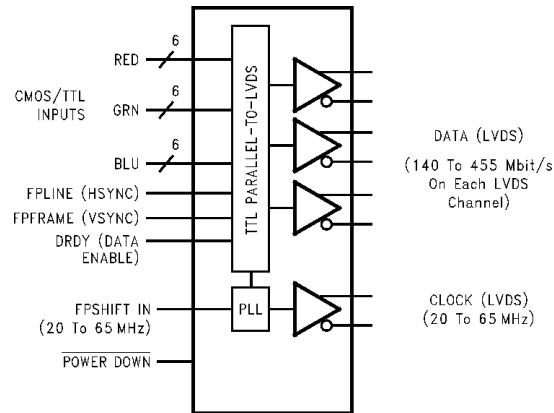 6
RED
CMOS/TTL
INPUTS
6
GRN
6
BLU
FPLINE (HSYNC)
FPFRAME (VSYNC)
DRDY (DATA
ENABLE)
FPSHIFT IN
(20 To 65 MHz)
POWER DOWN
TTL PARALLEL-TO-LVDS
PLL
DATA (LVDS)
(140 To 455 Mbit/s
On Each LVDS
Channel)
CLOCK (LVDS)
(20 To 65 MHz)